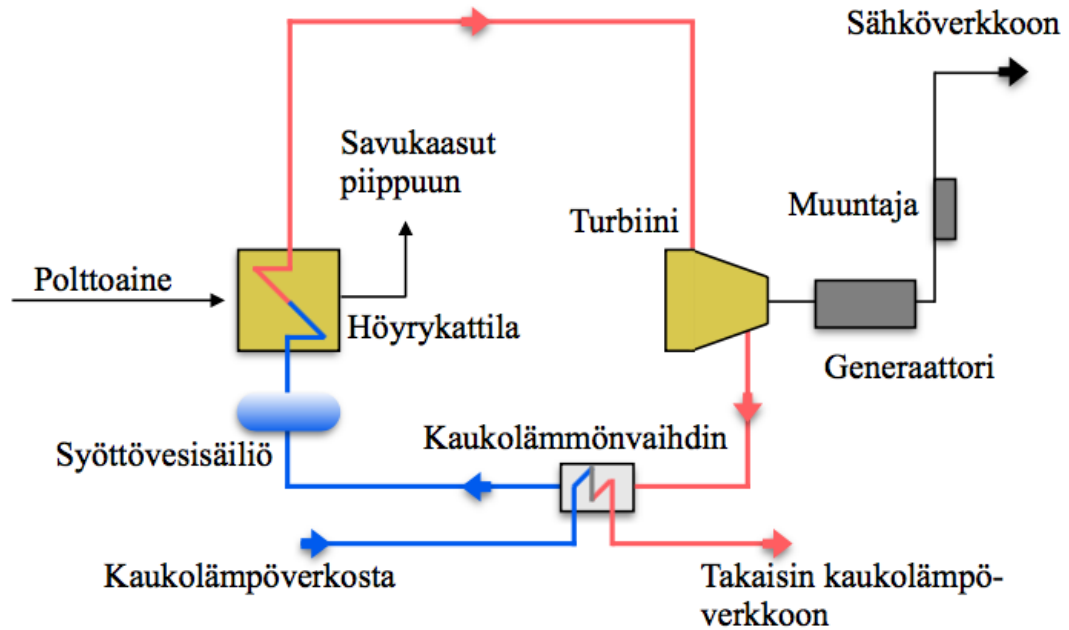 Sähköverkkoon
Savukaasut
piippuun
Turbiini
Muuntaja
Polttoaine
Höyrykattila
Generaattori
Syöttövesisäiliö
Kaukolämmönvaihdin
Kaukolämpöverkosta
Takaisin kaukolämpö-
verkkoon